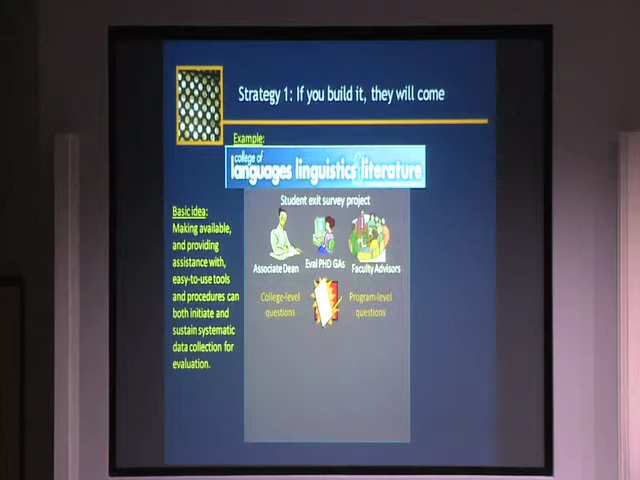 Strategy 1: If you build it, they will come
Example:
college of
languages linguistics & literature
Student exit survey project
Associate Dean
Eval PHD GAs
Faculty Advisors
College-level
questions
Program-level
questions
Basic idea:
Making available,
and providing
assistance with,
easy-to-use tools
and procedures can
both initiate and
sustain systematic
data collection for
evaluation.